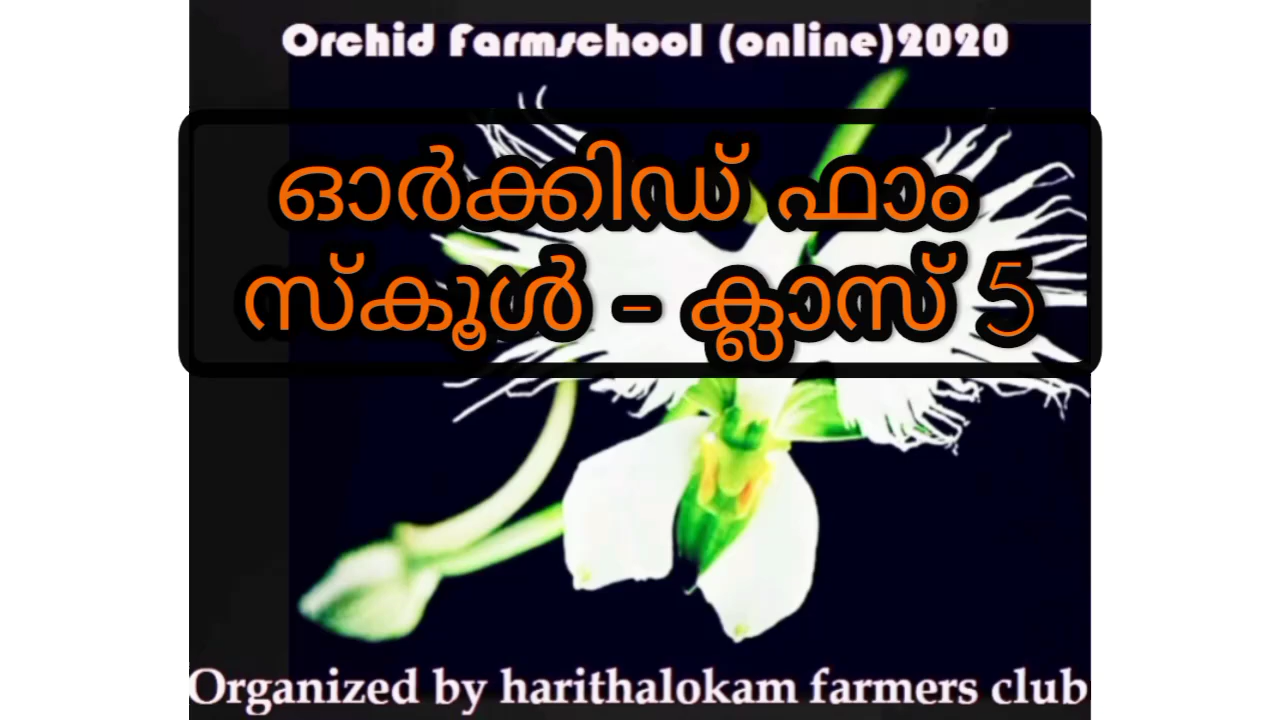 Orchid Farmschool (online)2020
ഓർക്കിഡ് ഫാം
സ്കൂൾ - ക്ലാസ് 5
Organized by harithalokam farmers club